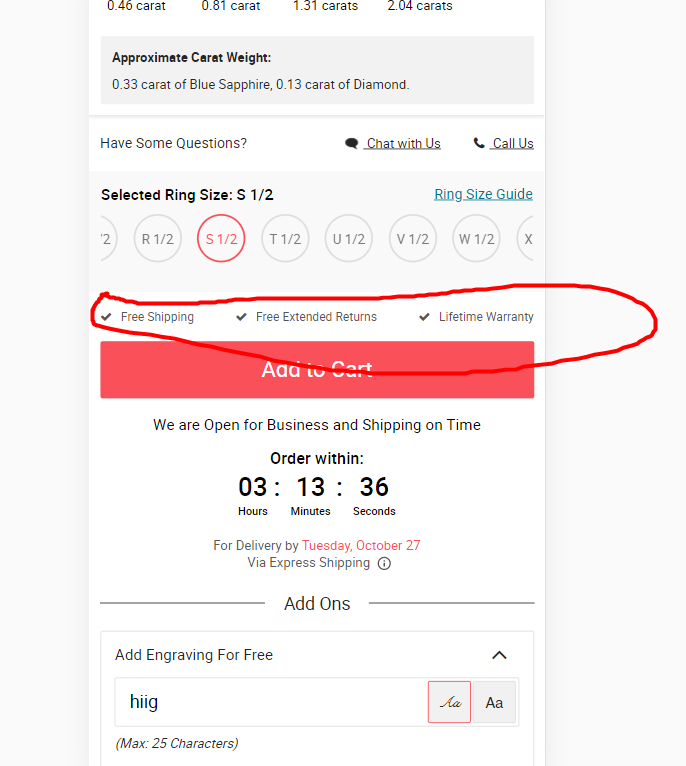 0.46 carat 0.81 carat 1.31 carats 2.04 carats
Approximate Carat Weight:
0.33 carat of Blue Sapphire, 0.13 carat of Diamond.
Have Some Questions? Chat with Us Call Us
Selected Ring Size: S 1/2 Ring Size Guide
R 1/2 S 1/2 T 1/2 U 1/2 V 1/2 W 1/2 X
Free Shipping Free Extended Returns Lifetime Warranty
Add to Cart
We are Open for Business and Shipping on Time
Order within:
03 : 13 : 36
Hours Minutes Seconds
For Delivery by Tuesday, October 27
Via Express Shipping
Add Ons
Add Engraving For Free
hiig Aa Aa
(Max: 25 Characters)